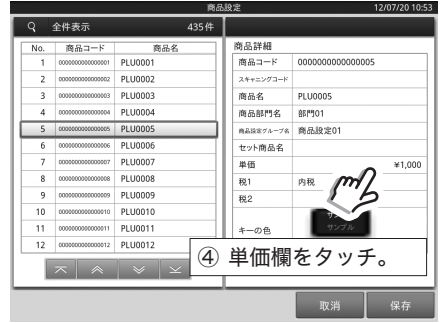 商品設定 12/07/20 10:53
全件表示 435件
No. 商品コード 商品名
1 0000000000000001 PLU0001
2 0000000000000002 PLU0002
3 0000000000000003 PLU0003
4 0000000000000004 PLU0004
5 0000000000000005 PLU0005
6 0000000000000006 PLU0006
7 0000000000000007 PLU0007
8 0000000000000008 PLU0008
9 0000000000000009 PLU0009
10 0000000000000010 PLU0010
11 0000000000000011 PLU0011
12 0000000000000012 PLU0012
商品詳細
商品コード 0000000000000005
スキャニングコード
商品名 PLU0005
商品部門名 部門01
商品設定グループ名 商品設定01
セット商品名
単価 ¥1,000
税1 内税
税2
キーの色
サンプル
④ 単価欄をタッチ。
取消 保存